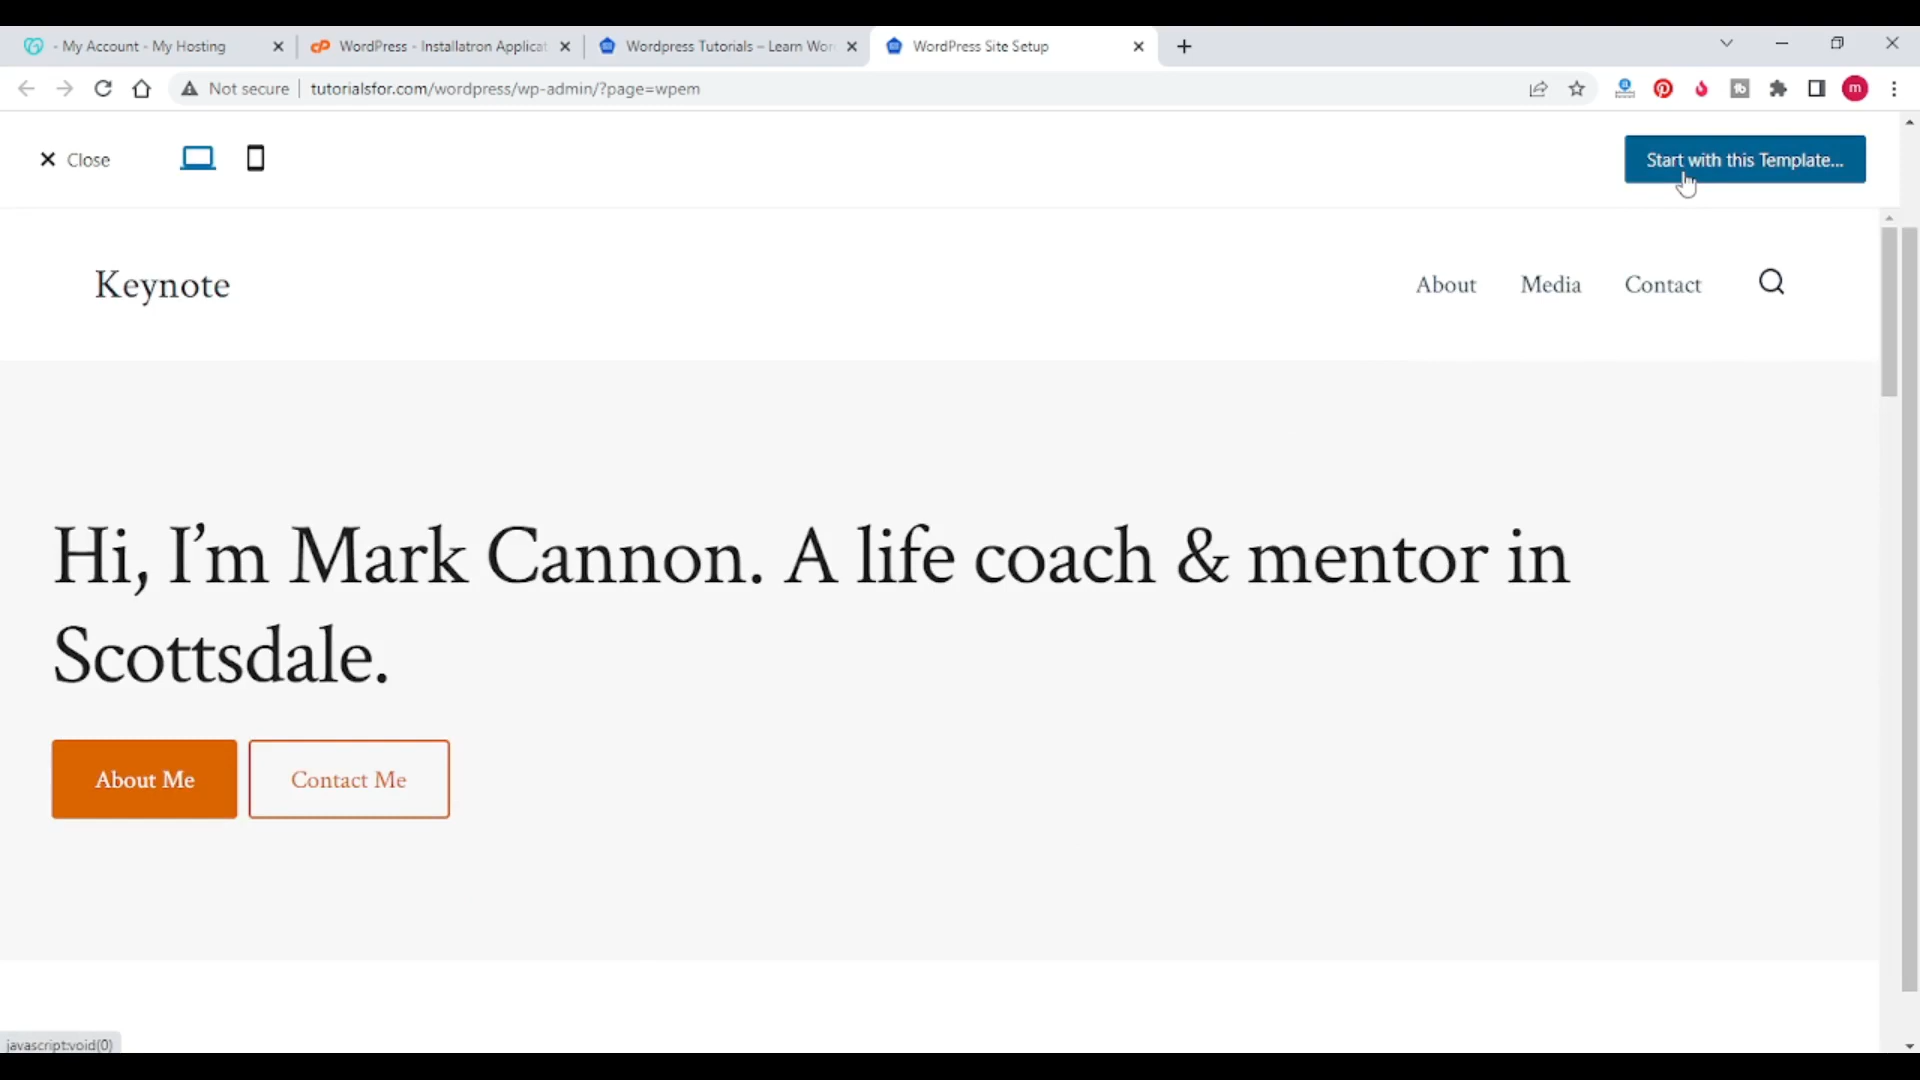 - My Account - My Hosting
WordPress - Installatron Applicat
Wordpress Tutorials – Learn Wor
WordPress Site Setup
Not secure
tutorialsfor.com/wordpress/wp-admin/?page=wpem
m
Close
Start with this Template...
Keynote
About
Media
Contact
Hi, I’m Mark Cannon. A life coach & mentor in
Scottsdale.
About Me
Contact Me
javascript:void(0)